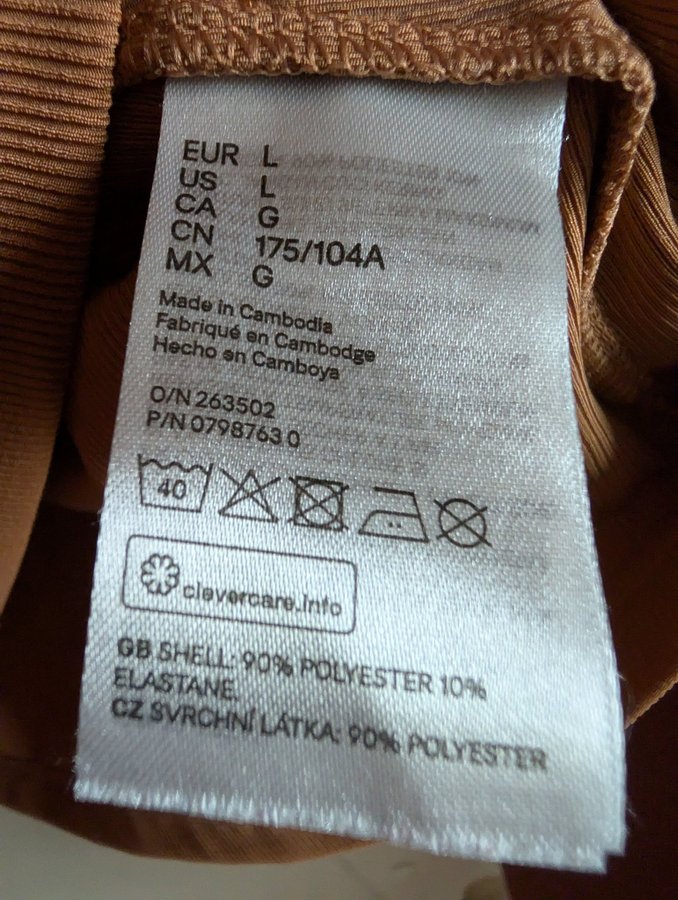 EUR L
US L
CA G
CN 175/104A
MX G
Made in Cambodia
Fabriqué en Cambodge
Hecho en Camboya
O/N 263502
P/N 0798763 0
40
clevercare.info
GB SHELL: 90% POLYESTER 10%
ELASTANE.
CZ SVRCHNÍ LÁTKA: 90% POLYESTER